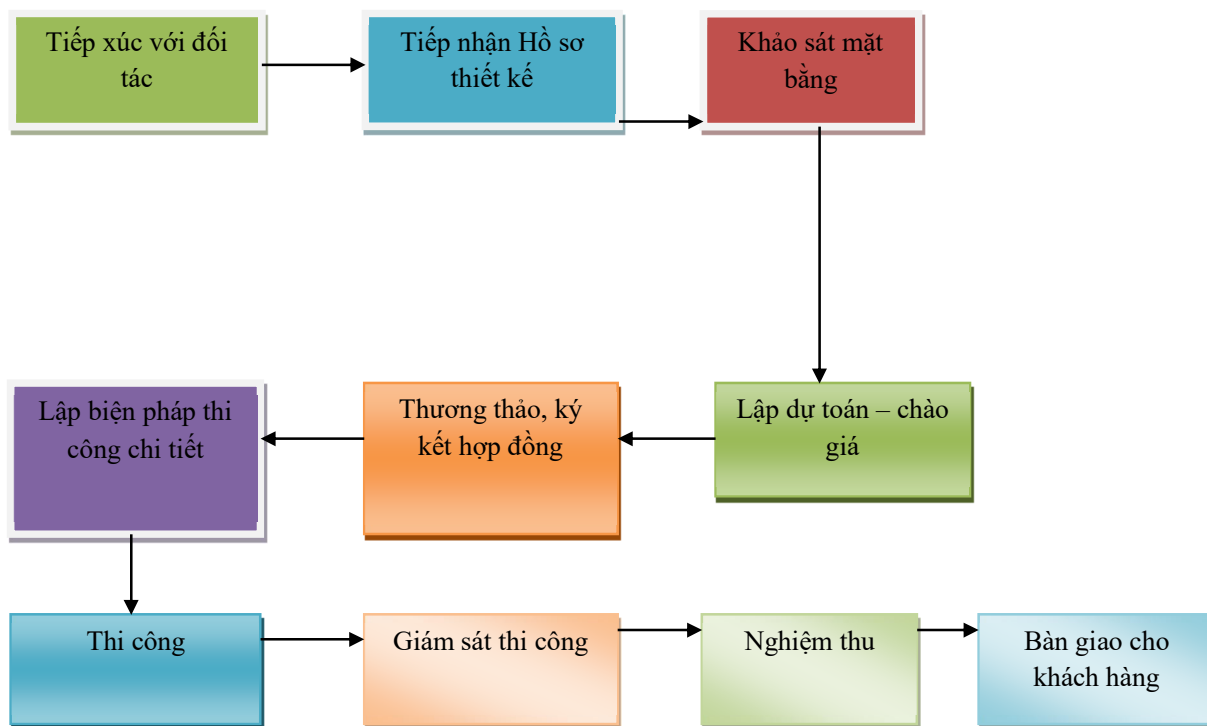 Tiếp xúc với đối
tác
Tiếp nhận Hồ sơ
thiết kế
Khảo sát mặt
bằng
Lập dự toán – chào
giá
Thương thảo, ký
kết hợp đồng
Lập biện pháp thi
công chi tiết
Thi công
Giám sát thi công
Nghiệm thu
Bàn giao cho
khách hàng